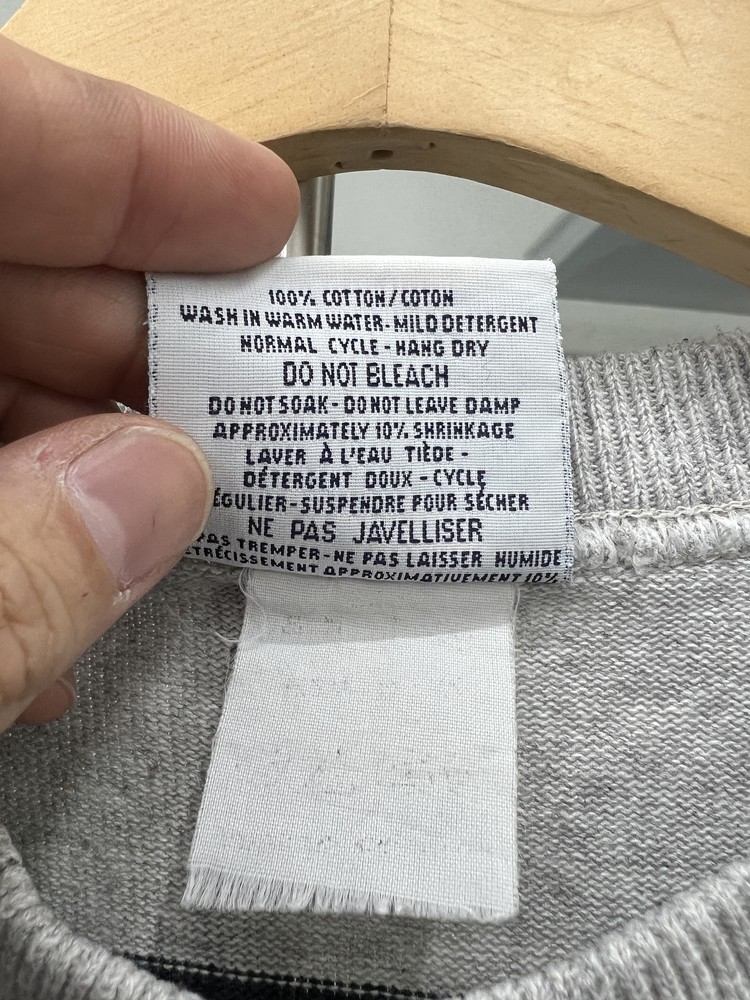 100% COTTON/COTON
WASH IN WARM WATER-MILD DETERGENT
NORMAL CYCLE-HANG DRY
DO NOT BLEACH
DO NOT SOAK-DO NOT LEAVE DAMP
APPROXIMATELY 10% SHRINKAGE
LAVER À L'EAU TIÈDE-
DÉTERGENT DOUX-CYCLE
ÉGULIER-SUSPENDRE POUR SÉCHER
NE PAS JAVELLISER
PAS TREMPER-NE PAS LAISSER HUMIDE
TRÉCISSEMENT APPROXIMATIVEMENT 10%